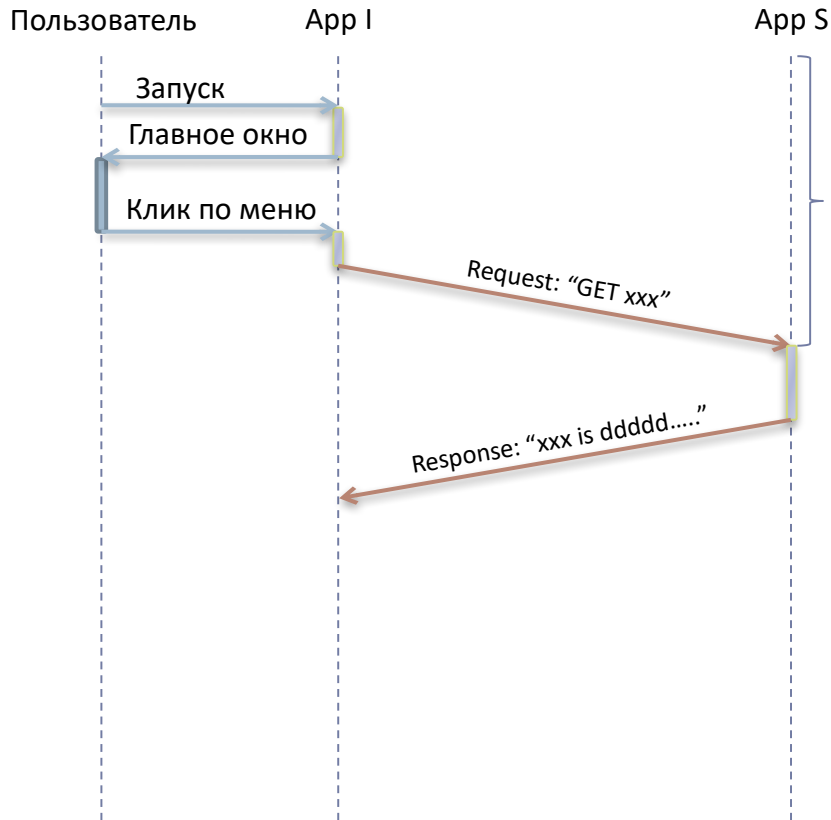 Пользователь
App I
App S
Запуск
Главное окно
Клик по меню
Request: “GET xxx”
Response: “xxx is ddddd…..”